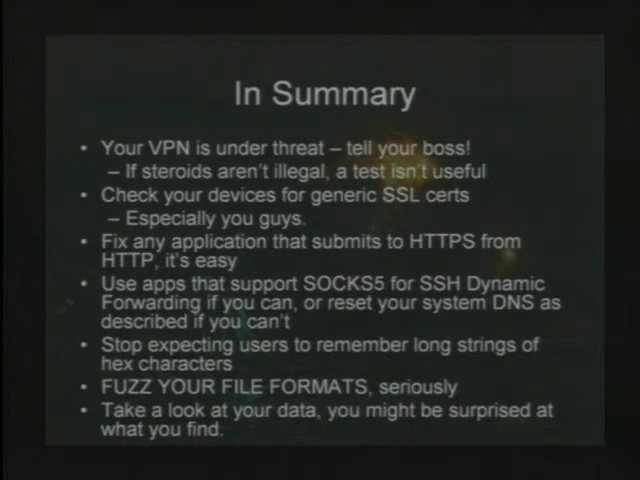 In Summary
• Your VPN is under threat – tell your boss!
– If steroids aren't illegal, a test isn't useful
• Check your devices for generic SSL certs
– Especially you guys.
• Fix any application that submits to HTTPS from
HTTP, it's easy
• Use apps that support SOCKS5 for SSH Dynamic
Forwarding if you can, or reset your system DNS as
described if you can't
• Stop expecting users to remember long strings of
hex characters
• FUZZ YOUR FILE FORMATS, seriously
• Take a look at your data, you might be surprised at
what you find.